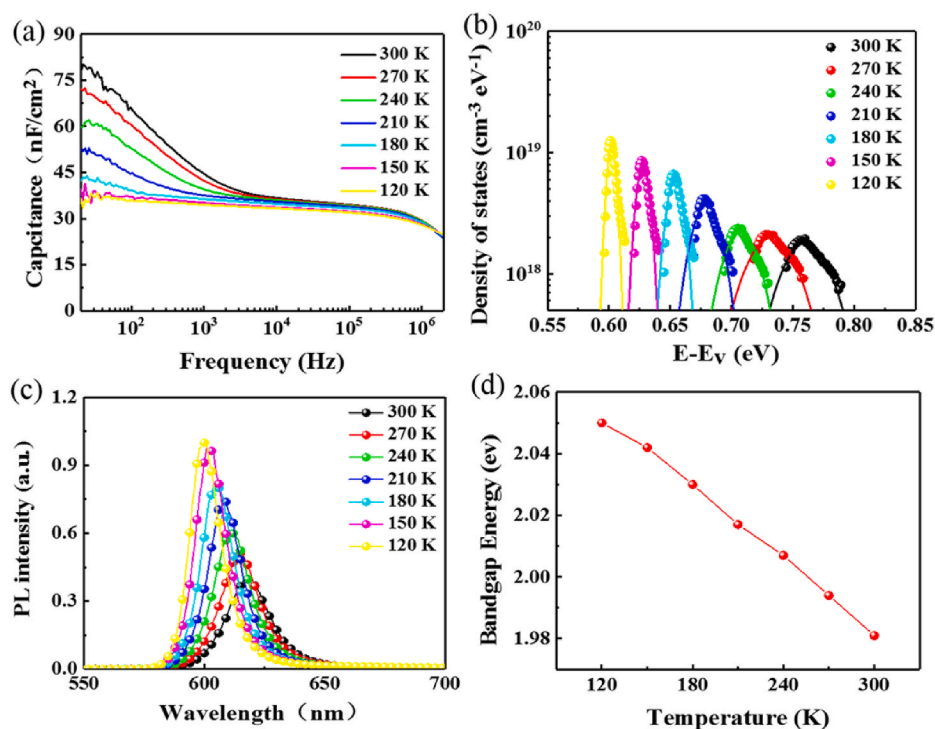 (a)
90
75
60
45
30
15
0
Capcitance（nF/cm²）
10² 10³ 10⁴ 10⁵ 10⁶
Frequency (Hz)
300 K
270 K
240 K
210 K
180 K
150 K
120 K
(b)
10²⁰
10¹⁹
10¹⁸
Density of states (cm⁻³ eV⁻¹)
0.55 0.60 0.65 0.70 0.75 0.80 0.85
E-Eᵥ (eV)
300 K
270 K
240 K
210 K
180 K
150 K
120 K
(c)
1.2
0.9
0.6
0.3
0.0
PL intensity (a.u.)
550 600 650 700
Wavelength（nm）
300 K
270 K
240 K
210 K
180 K
150 K
120 K
(d)
2.06
2.04
2.02
2.00
1.98
Bandgap Energy (ev)
120 180 240 300
Temperature (K)